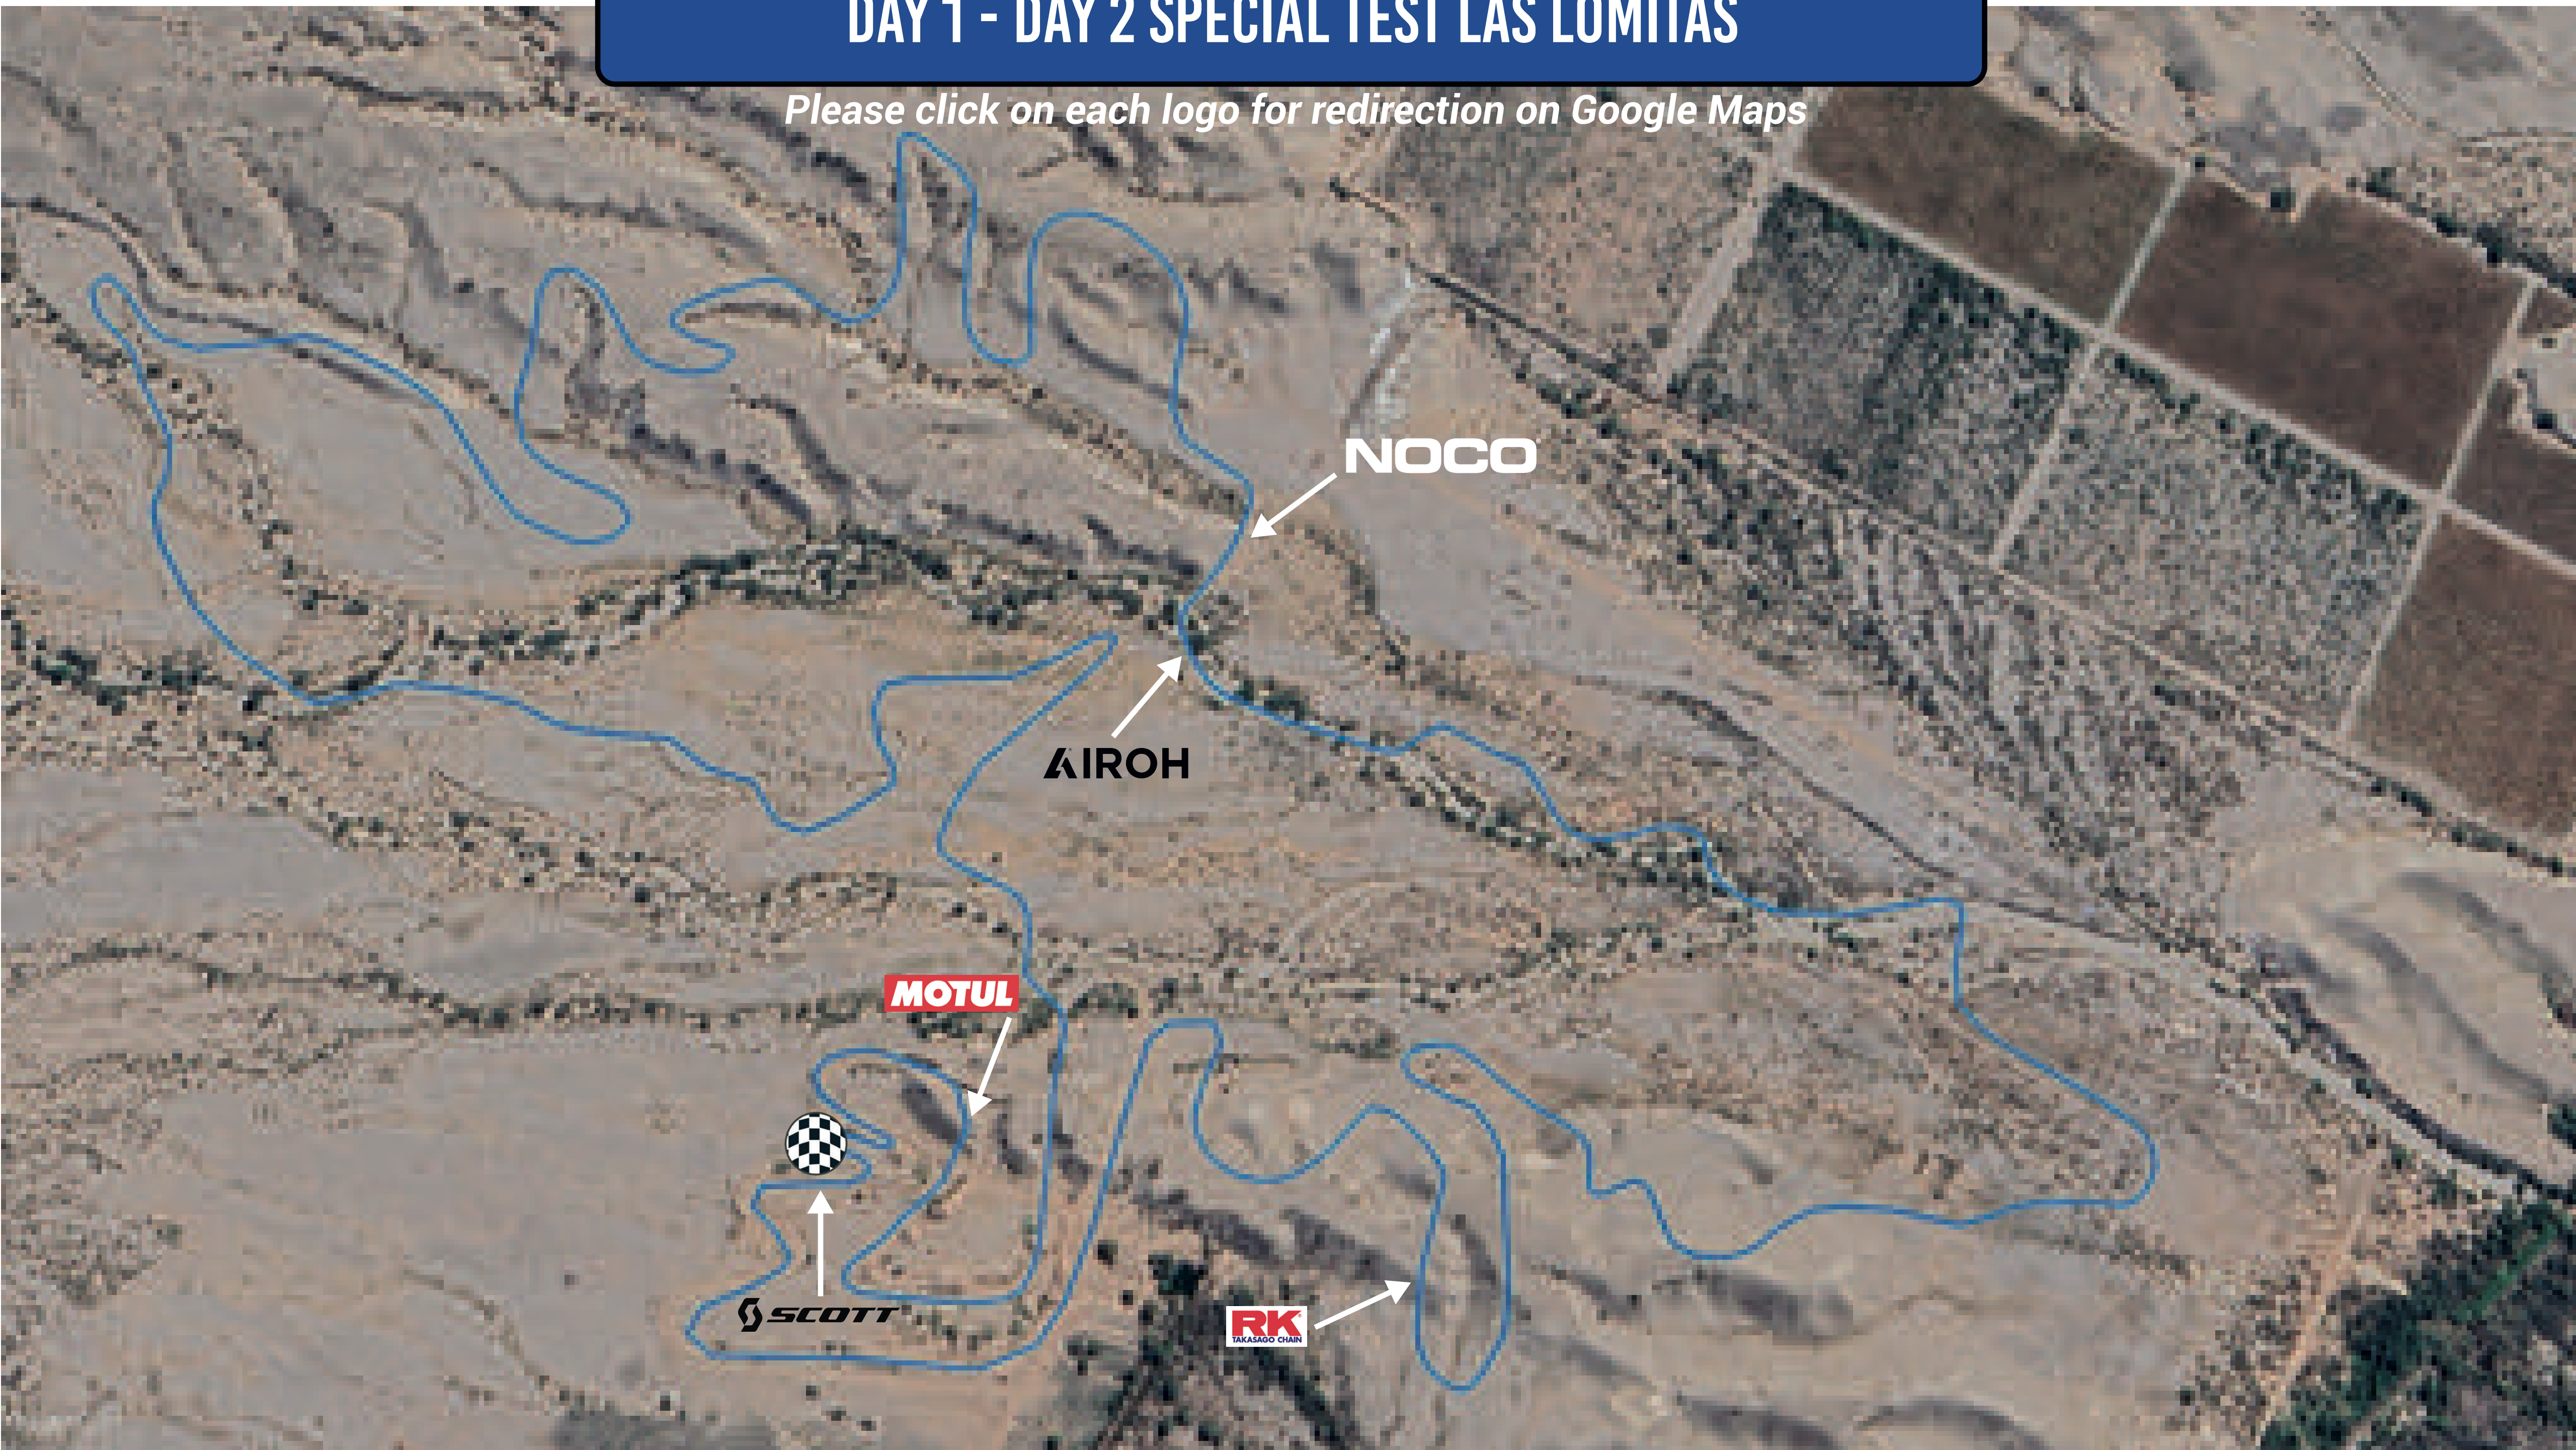 DAY 1 - DAY 2 SPECIAL TEST LAS LOMITAS
Please click on each logo for redirection on Google Maps
NOCO
AIROH
MOTUL
SCOTT
RK
TAKASAGO CHAIN